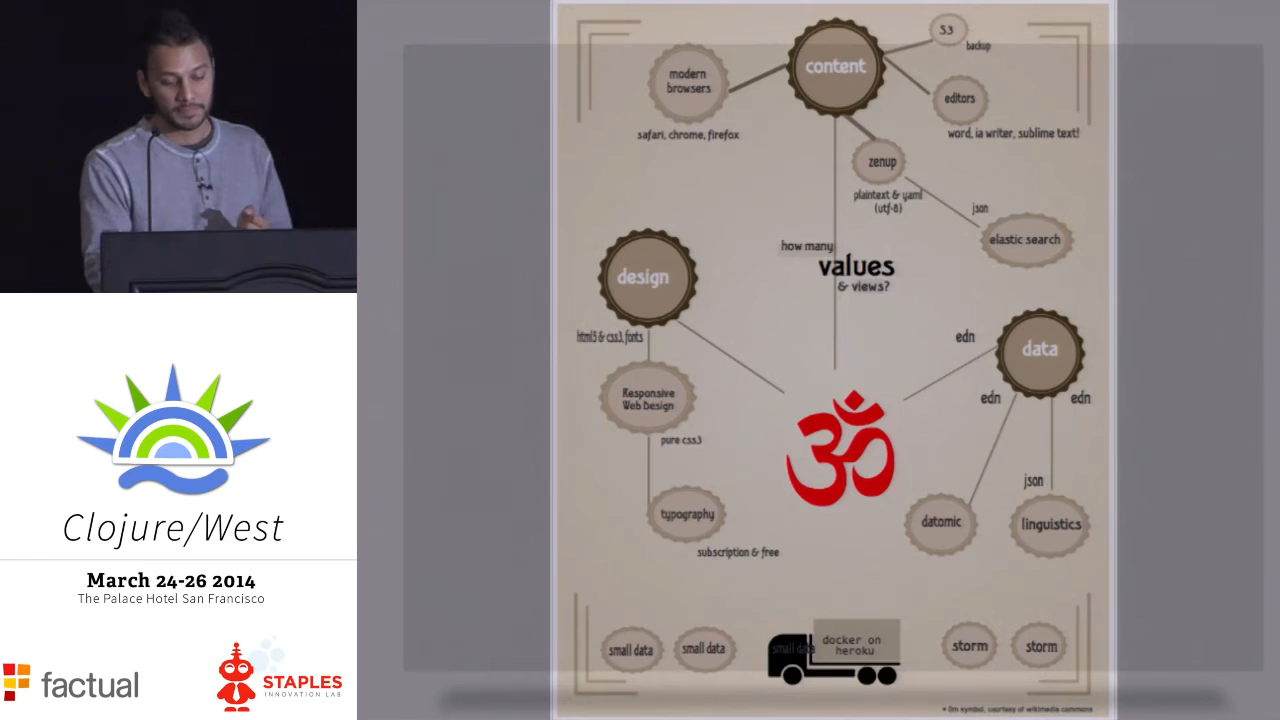 content
S3
backup
modern
browsers
safari, chrome, firefox
editors
word, ia writer, sublime text!
zenup
plaintext & yaml
(utf-8)
json
elastic search
how many
values
& views?
design
html5 & css3, fonts
Responsive
Web Design
pure css3
typography
subscription & free
edn
data
edn
edn
json
datomic
linguistics
ॐ
small data
small data
small data
docker on
heroku
storm
storm
* Om symbol, courtesy of wikimedia commons
Clojure/West
March 24-26 2014
The Palace Hotel San Francisco
factual
STAPLES
INNOVATION LAB